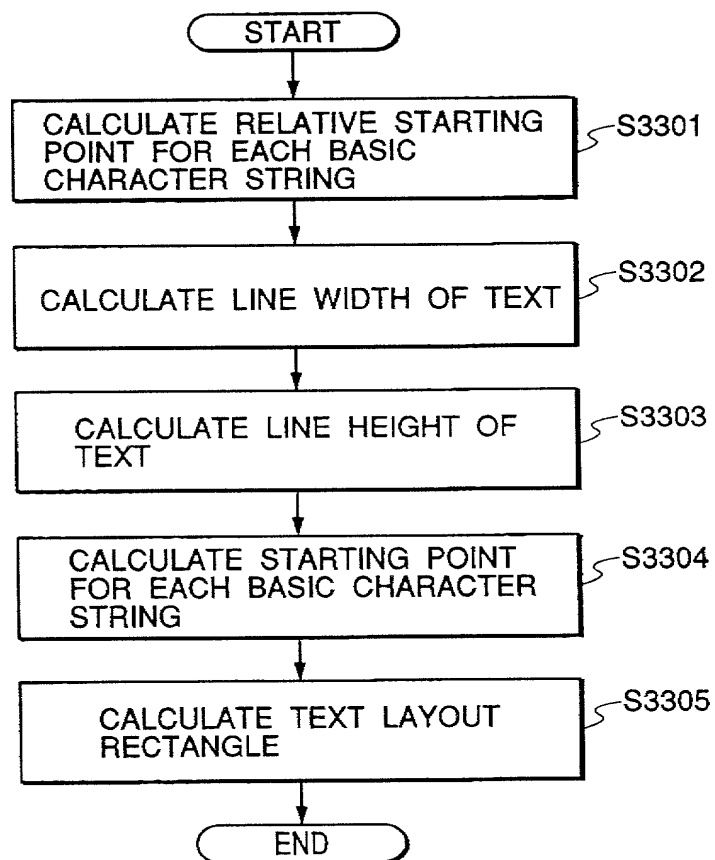 START
CALCULATE RELATIVE STARTING
POINT FOR EACH BASIC
CHARACTER STRING
S3301
CALCULATE LINE WIDTH OF TEXT
S3302
CALCULATE LINE HEIGHT OF
TEXT
S3303
CALCULATE STARTING POINT
FOR EACH BASIC CHARACTER
STRING
S3304
CALCULATE TEXT LAYOUT
RECTANGLE
S3305
END